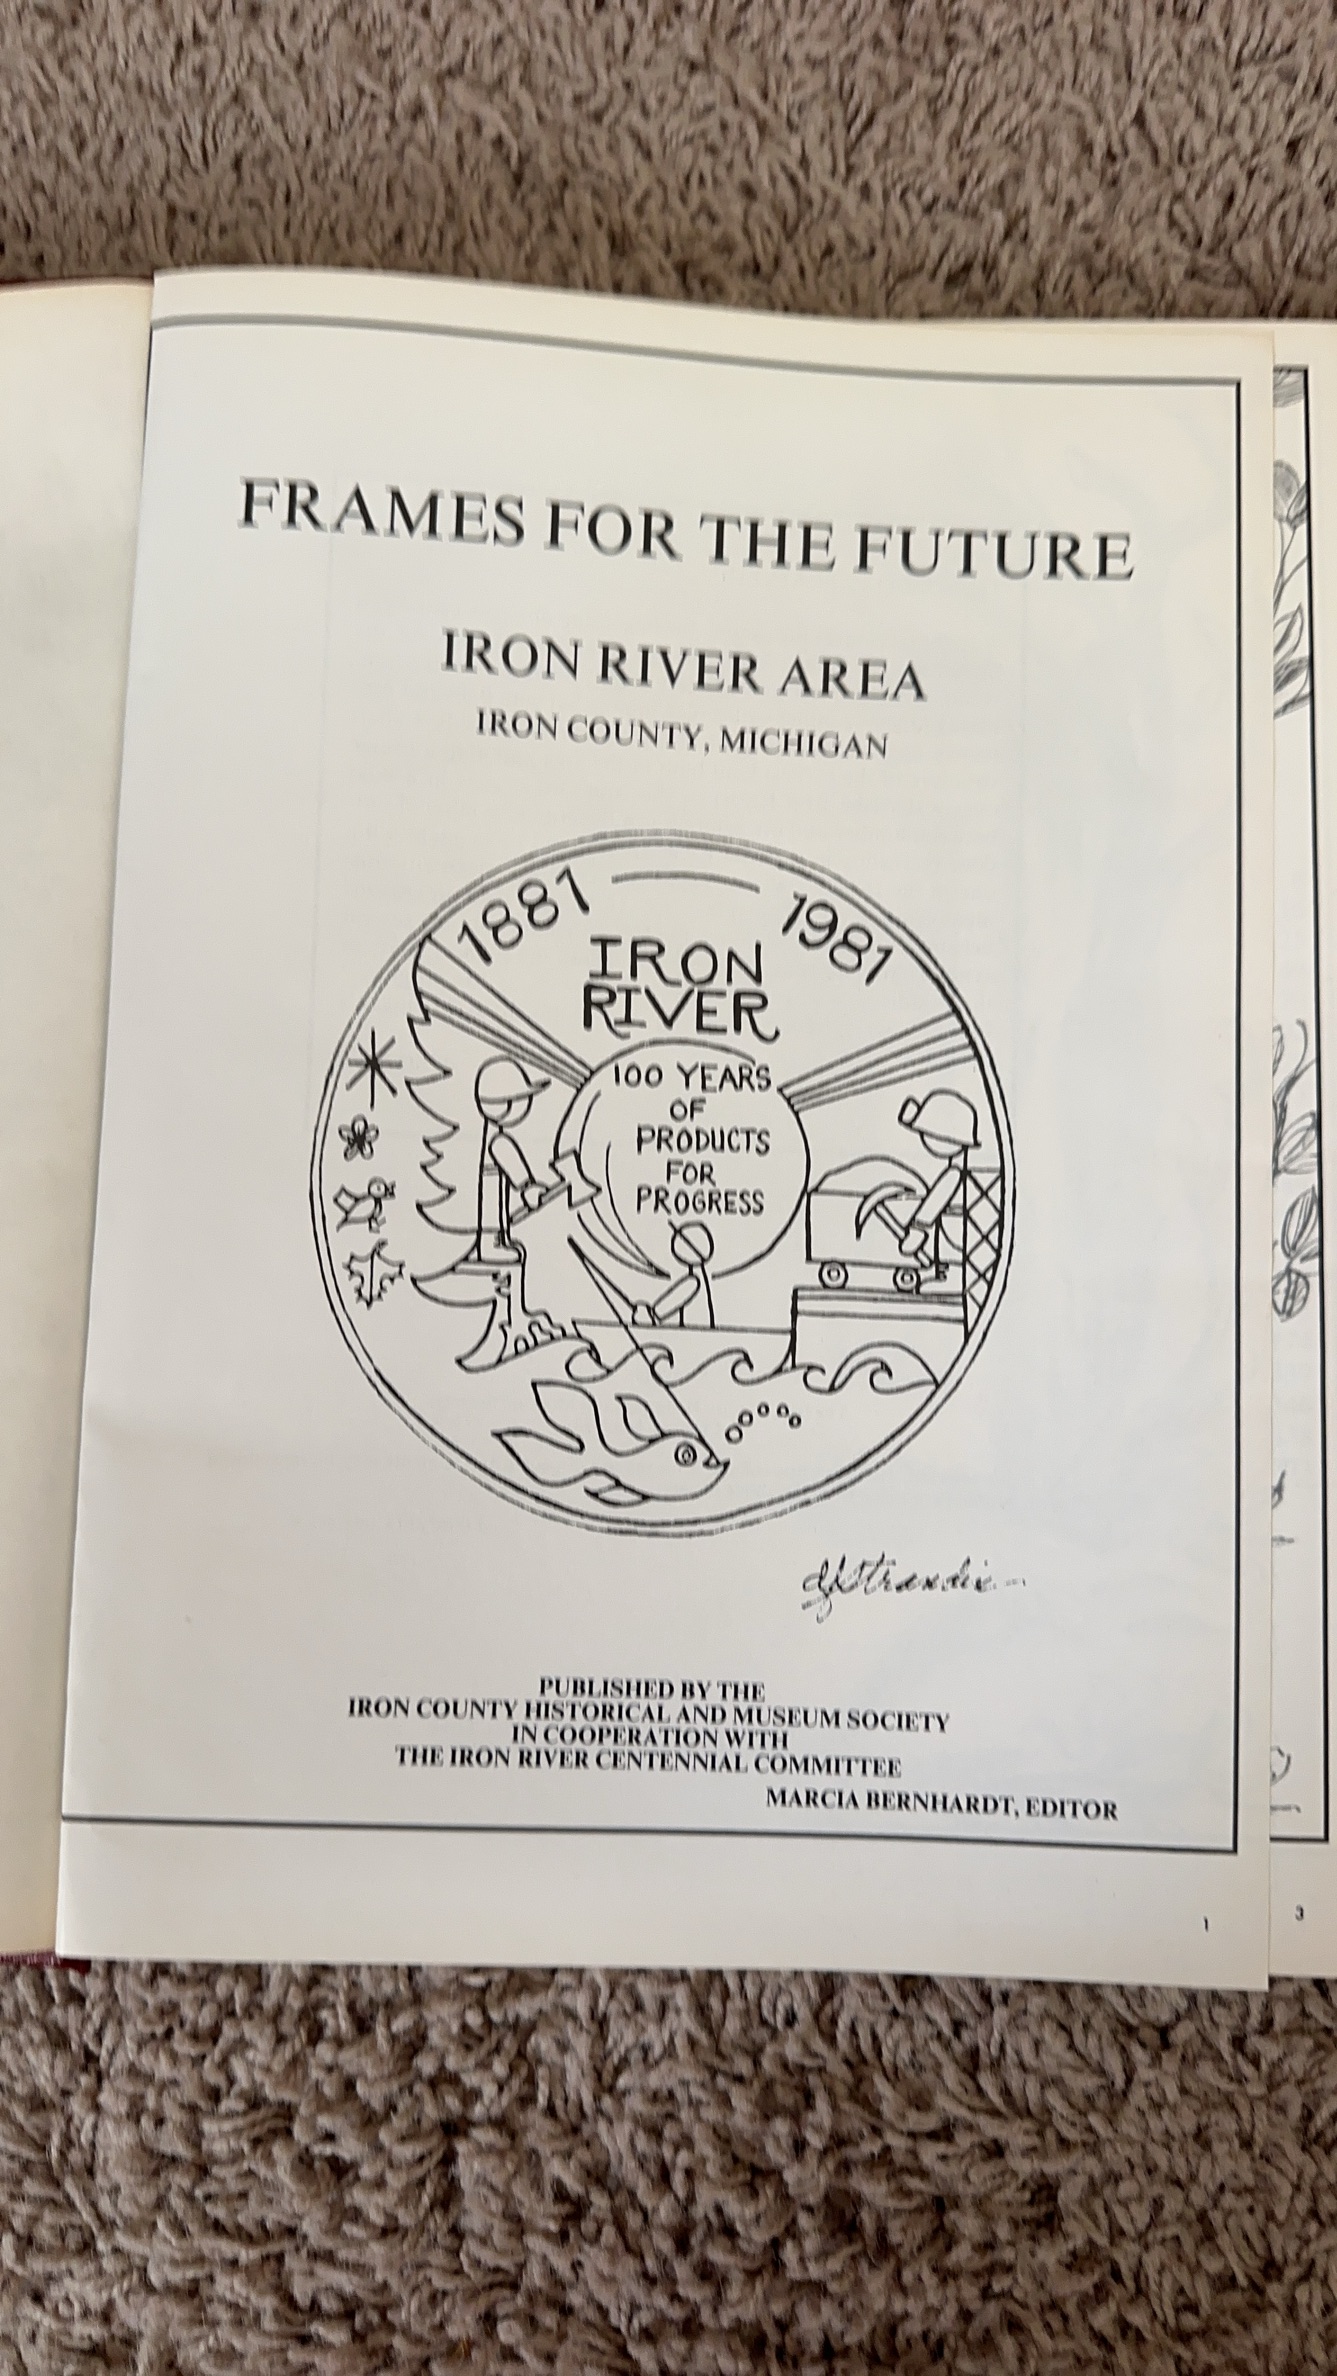 FRAMES FOR THE FUTURE
IRON RIVER AREA
IRON COUNTY, MICHIGAN
1881 — 1981
IRON
RIVER
100 YEARS
OF
PRODUCTS
FOR
PROGRESS
PUBLISHED BY THE
IRON COUNTY HISTORICAL AND MUSEUM SOCIETY
IN COOPERATION WITH
THE IRON RIVER CENTENNIAL COMMITTEE
MARCIA BERNHARDT, EDITOR
1
3